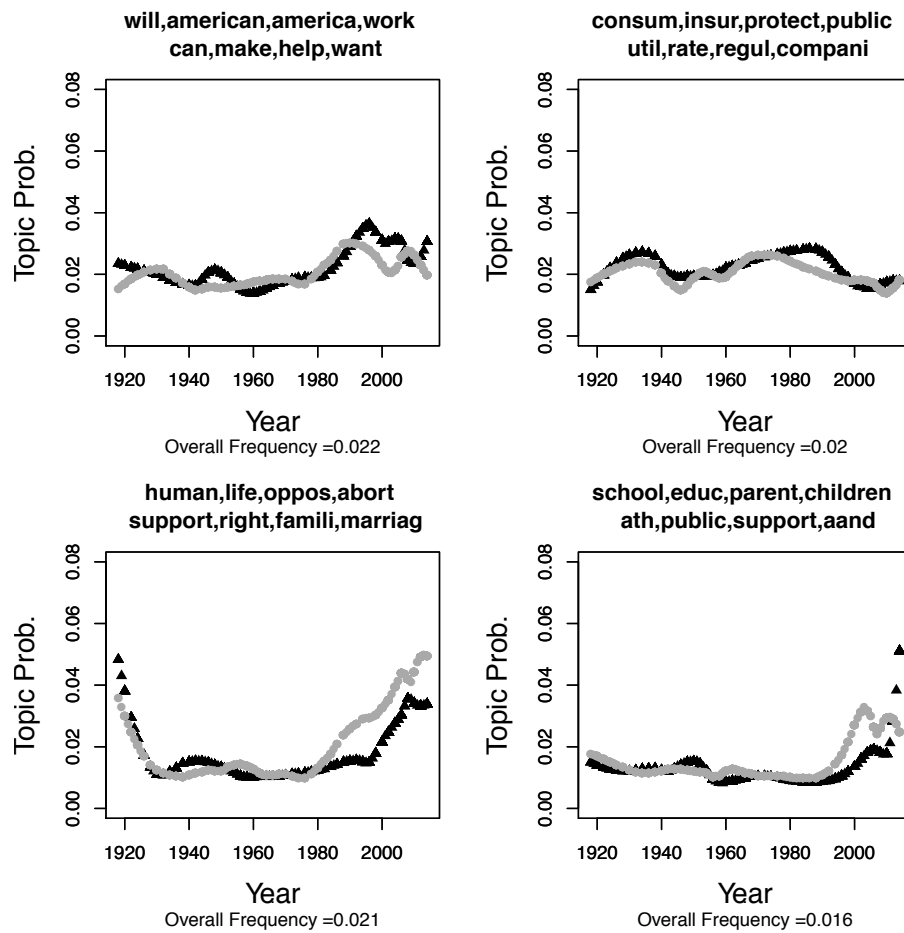 will,american,america,work
can,make,help,want
Topic Prob.
0.08
0.06
0.04
0.02
0.00
1920 1940 1960 1980 2000
Year
Overall Frequency =0.022
consum,insur,protect,public
util,rate,regul,compani
Topic Prob.
0.08
0.06
0.04
0.02
0.00
1920 1940 1960 1980 2000
Year
Overall Frequency =0.02
human,life,oppos,abort
support,right,famili,marriag
Topic Prob.
0.08
0.06
0.04
0.02
0.00
1920 1940 1960 1980 2000
Year
Overall Frequency =0.021
school,educ,parent,children
ath,public,support,aand
Topic Prob.
0.08
0.06
0.04
0.02
0.00
1920 1940 1960 1980 2000
Year
Overall Frequency =0.016